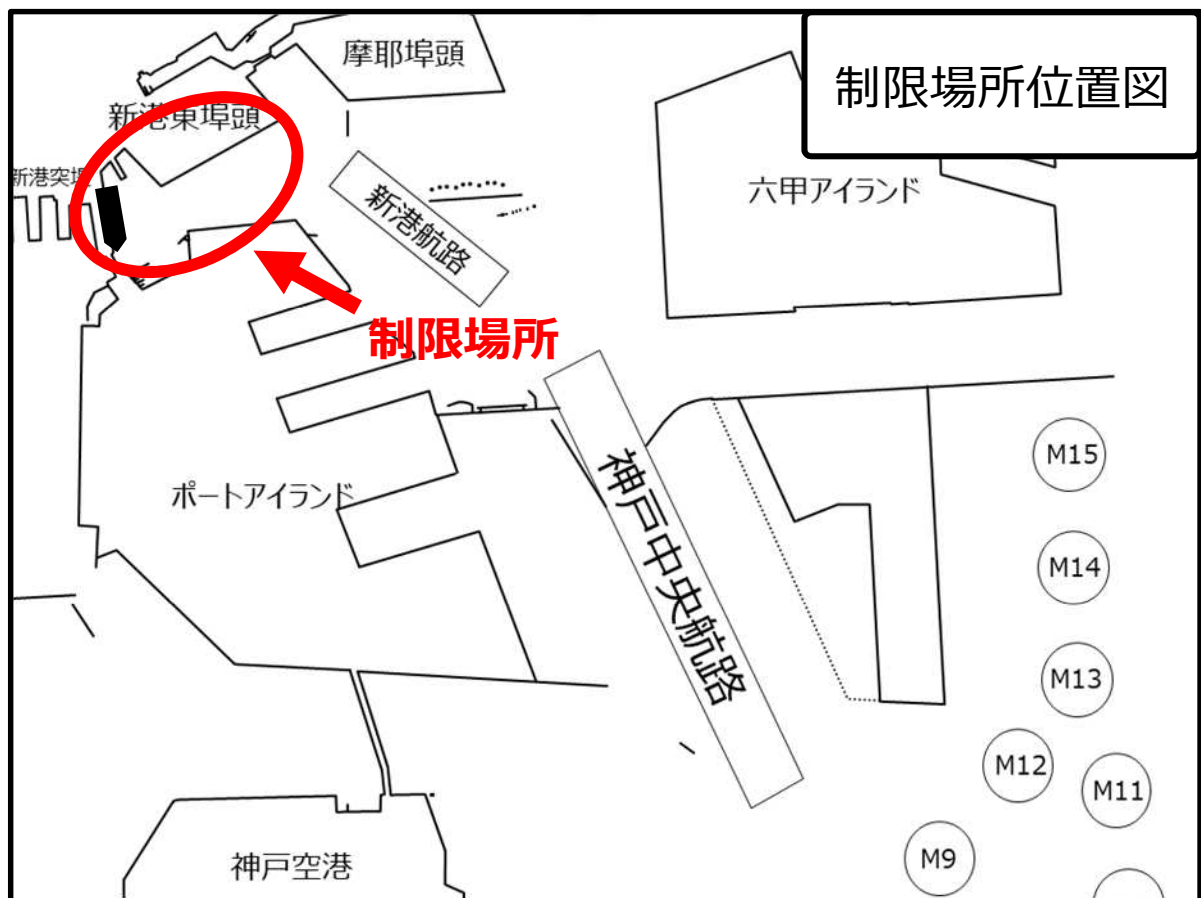 制限場所位置図
摩耶埠頭
新港東埠頭
新港突堤
新港航路
六甲アイランド
制限場所
神戸中央航路
ポートアイランド
M15
M14
M13
M12
M11
M9
神戸空港